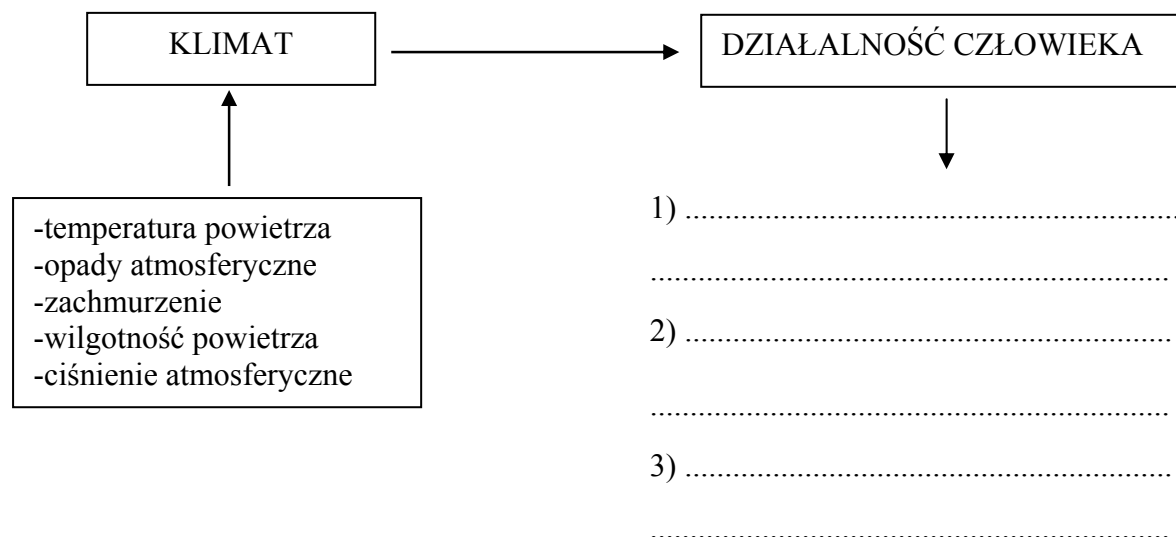 KLIMAT
DZIAŁALNOŚĆ CZŁOWIEKA
-temperatura powietrza
-opady atmosferyczne
-zachmurzenie
-wilgotność powietrza
-ciśnienie atmosferyczne
1) ..........................................................................
..........................................................................
2) ..........................................................................
..........................................................................
3) ..........................................................................
..........................................................................